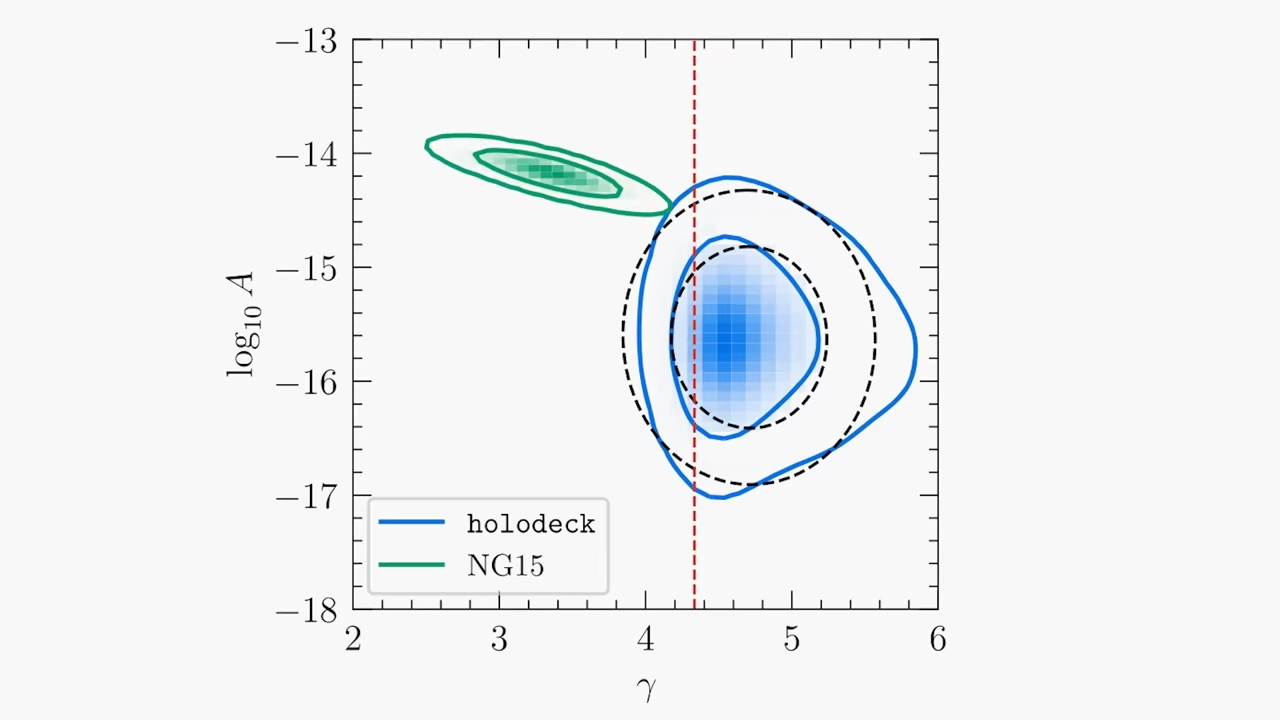 −13
−14
−15
−16
−17
−18
log₁₀ A
holodeck
NG15
2 3 4 5 6
γ